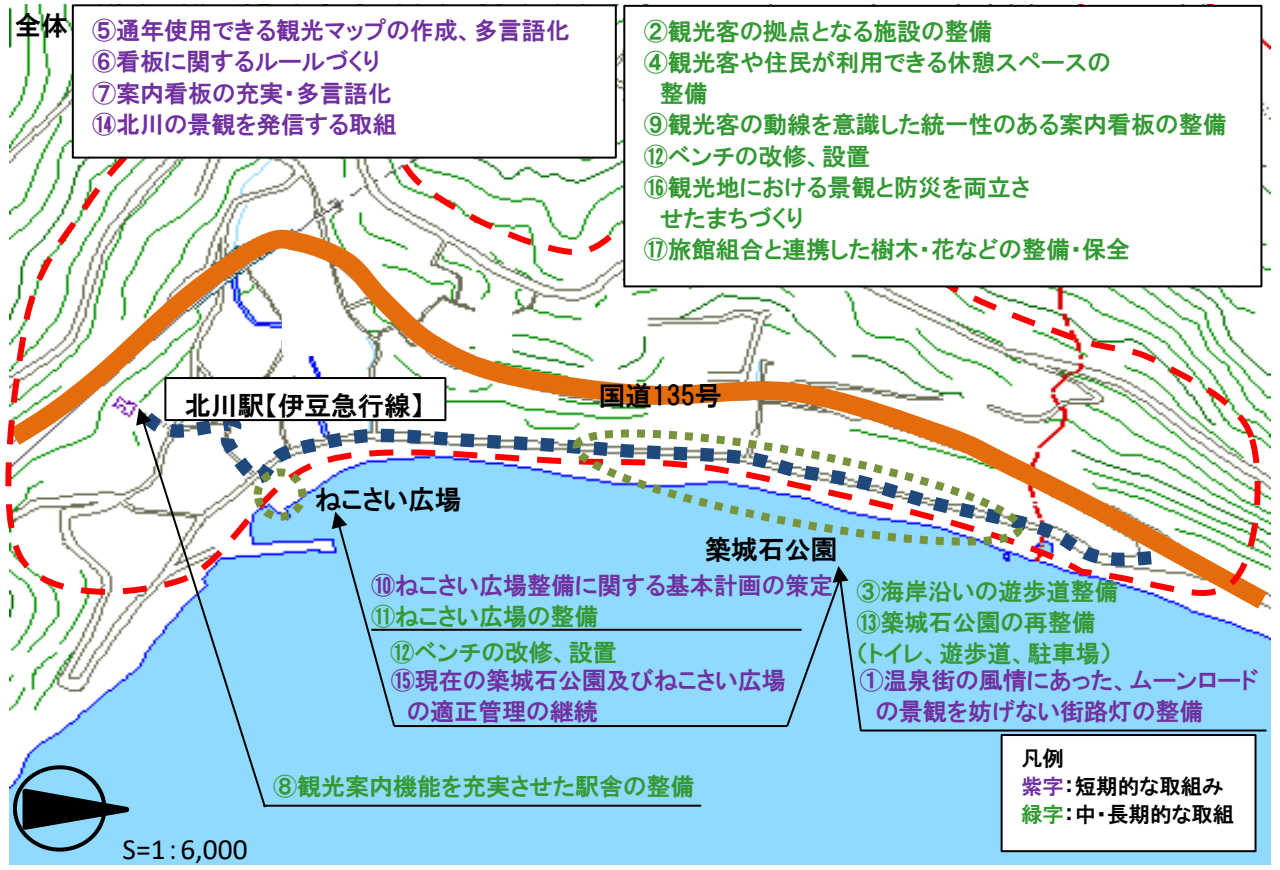 全体
⑤通年使用できる観光マップの作成、多言語化
⑥看板に関するルールづくり
⑦案内看板の充実・多言語化
⑭北川の景観を発信する取組
②観光客の拠点となる施設の整備
④観光客や住民が利用できる休憩スペースの
整備
⑨観光客の動線を意識した統一性のある案内看板の整備
⑫ベンチの改修、設置
⑯観光地における景観と防災を両立さ
せたまちづくり
⑰旅館組合と連携した樹木・花などの整備・保全
国道135号
北川駅【伊豆急行線】
ねこさい広場
築城石公園
⑩ねこさい広場整備に関する基本計画の策定
⑪ねこさい広場の整備
⑫ベンチの改修、設置
⑮現在の築城石公園及びねこさい広場
の適正管理の継続
③海岸沿いの遊歩道整備
⑬築城石公園の再整備
(トイレ、遊歩道、駐車場)
①温泉街の風情にあった、ムーンロード
の景観を妨げない街路灯の整備
⑧観光案内機能を充実させた駅舎の整備
凡例
紫字:短期的な取組み
緑字:中・長期的な取組
S=1:6,000